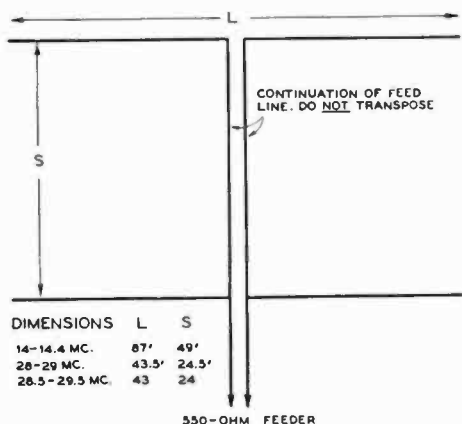 L
CONTINUATION OF FEED
LINE. DO NOT TRANSPOSE
S
DIMENSIONS L S
14-14.4 MC. 87' 49'
28-29 MC. 43.5' 24.5'
28.5-29.5 MC. 43 24
550-OHM FEEDER